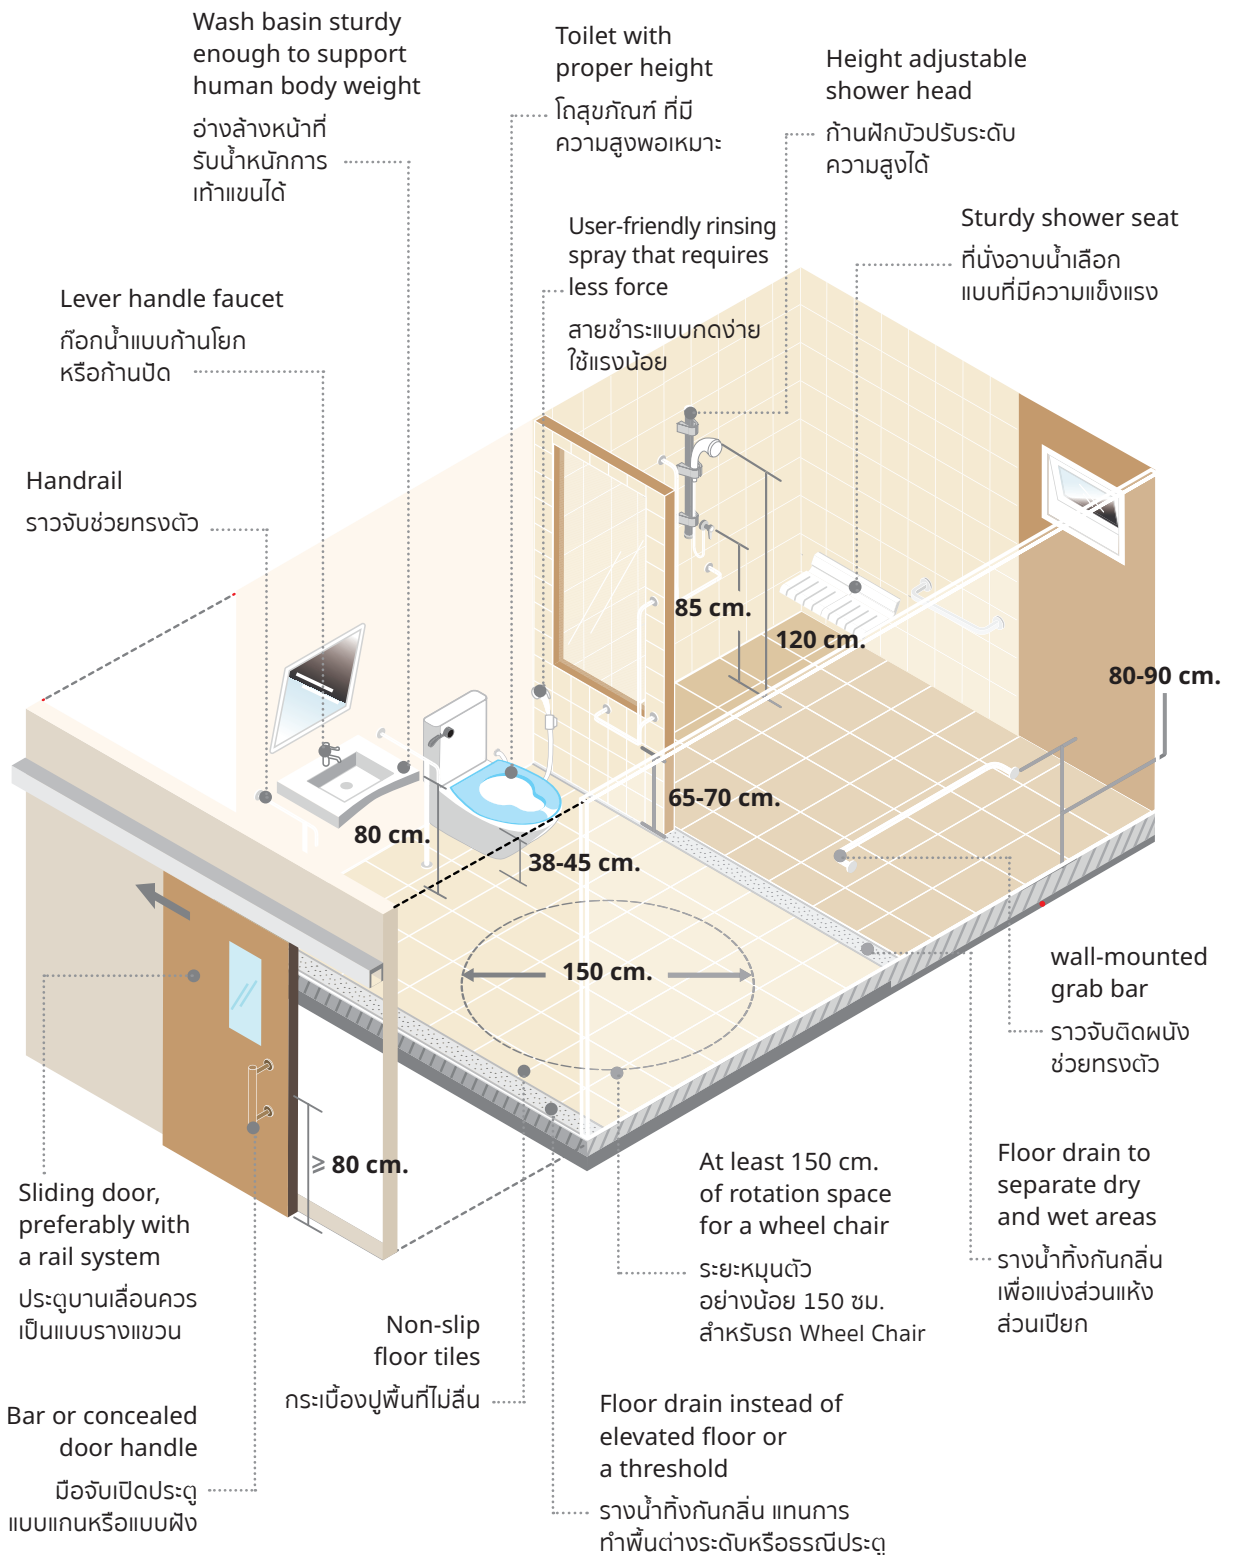 Wash basin sturdy
enough to support
human body weight
อ่างล้างหน้าที่
รับน้ำหนักการ
เท้าแขนได้
Toilet with
proper height
โถสุขภัณฑ์ ที่มี
ความสูงพอเหมาะ
Height adjustable
shower head
ก้านฝักบัวปรับระดับ
ความสูงได้
User-friendly rinsing
spray that requires
less force
สายชำระแบบกดง่าย
ใช้แรงน้อย
Sturdy shower seat
ที่นั่งอาบน้ำเลือก
แบบที่มีความแข็งแรง
Lever handle faucet
ก๊อกน้ำแบบก้านโยก
หรือก้านปัด
Handrail
ราวจับช่วยทรงตัว
85 cm.
120 cm.
80-90 cm.
65-70 cm.
80 cm.
38-45 cm.
150 cm.
⩾ 80 cm.
wall-mounted
grab bar
ราวจับติดผนัง
ช่วยทรงตัว
Sliding door,
preferably with
a rail system
ประตูบานเลื่อนควร
เป็นแบบรางแขวน
At least 150 cm.
of rotation space
for a wheel chair
ระยะหมุนตัว
อย่างน้อย 150 ซม.
สำหรับรถ Wheel Chair
Floor drain to
separate dry
and wet areas
รางน้ำทิ้งกันกลิ่น
เพื่อแบ่งส่วนแห้ง
ส่วนเปียก
Non-slip
floor tiles
กระเบื้องปูพื้นที่ไม่ลื่น
Bar or concealed
door handle
มือจับเปิดประตู
แบบแกนหรือแบบฝัง
Floor drain instead of
elevated floor or
a threshold
รางน้ำทิ้งกันกลิ่น แทนการ
ทำพื้นต่างระดับหรือธรณีประตู